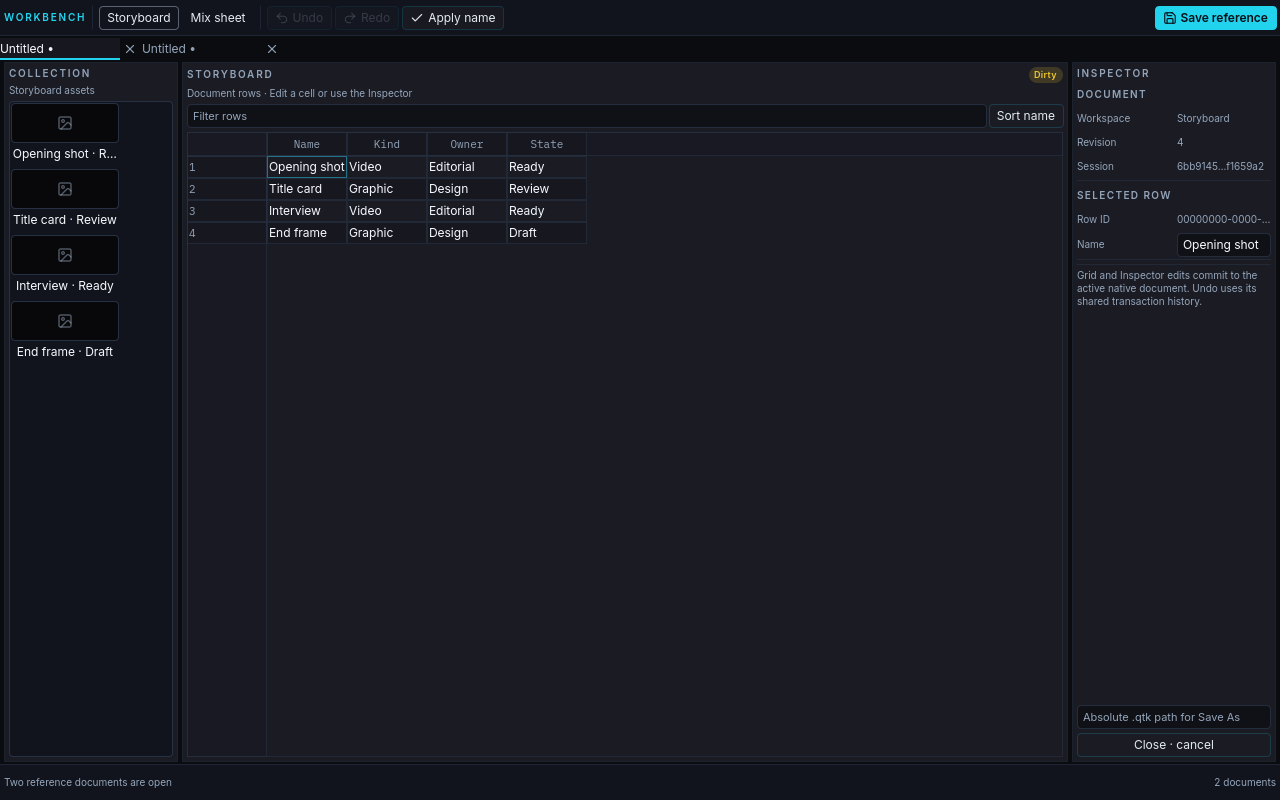 WORKBENCH Storyboard Mix sheet Undo Redo Apply name Save reference
Untitled • Untitled •
COLLECTION
Storyboard assets
Opening shot · R...
Title card · Review
Interview · Ready
End frame · Draft
STORYBOARD Dirty
Document rows · Edit a cell or use the Inspector
Filter rows Sort name
Name Kind Owner State
1 Opening shot Video Editorial Ready
2 Title card Graphic Design Review
3 Interview Video Editorial Ready
4 End frame Graphic Design Draft
INSPECTOR
DOCUMENT
Workspace Storyboard
Revision 4
Session 6bb9145...f1659a2
SELECTED ROW
Row ID 00000000-0000-...
Name Opening shot
Grid and Inspector edits commit to the
active native document. Undo uses its
shared transaction history.
Absolute .qtk path for Save As
Close · cancel
Two reference documents are open 2 documents